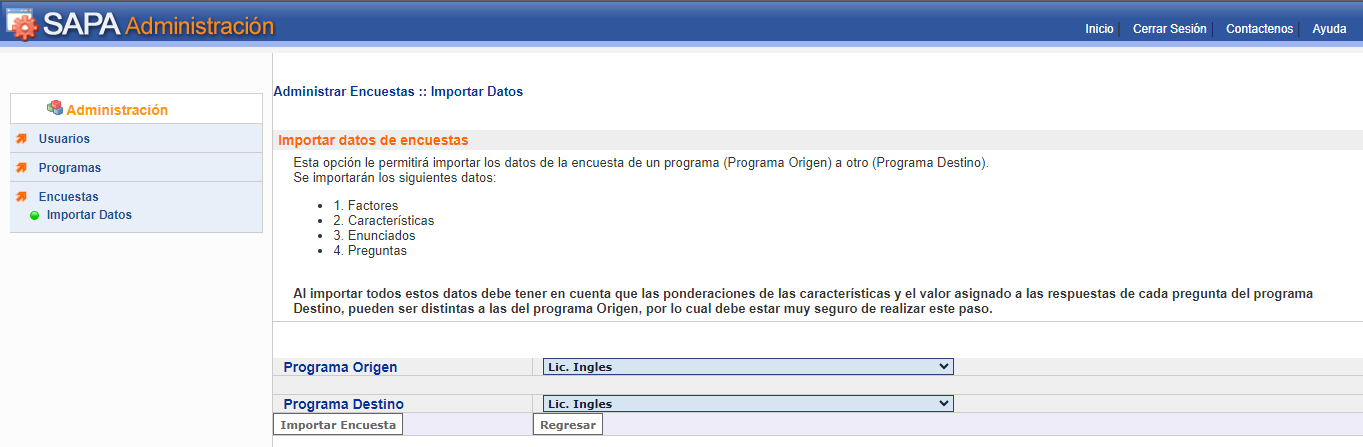 SAPA Administración
Inicio
Cerrar Sesión
Contactenos
Ayuda
Administración
Usuarios
Programas
Encuestas
Importar Datos
Administrar Encuestas :: Importar Datos
Importar datos de encuestas
Esta opción le permitirá importar los datos de la encuesta de un programa (Programa Origen) a otro (Programa Destino).
Se importarán los siguientes datos:
• 1. Factores
• 2. Características
• 3. Enunciados
• 4. Preguntas
Al importar todos estos datos debe tener en cuenta que las ponderaciones de las características y el valor asignado a las respuestas de cada pregunta del programa
Destino, pueden ser distintas a las del programa Origen, por lo cual debe estar muy seguro de realizar este paso.
Programa Origen
Lic. Ingles
Programa Destino
Lic. Ingles
Importar Encuesta
Regresar